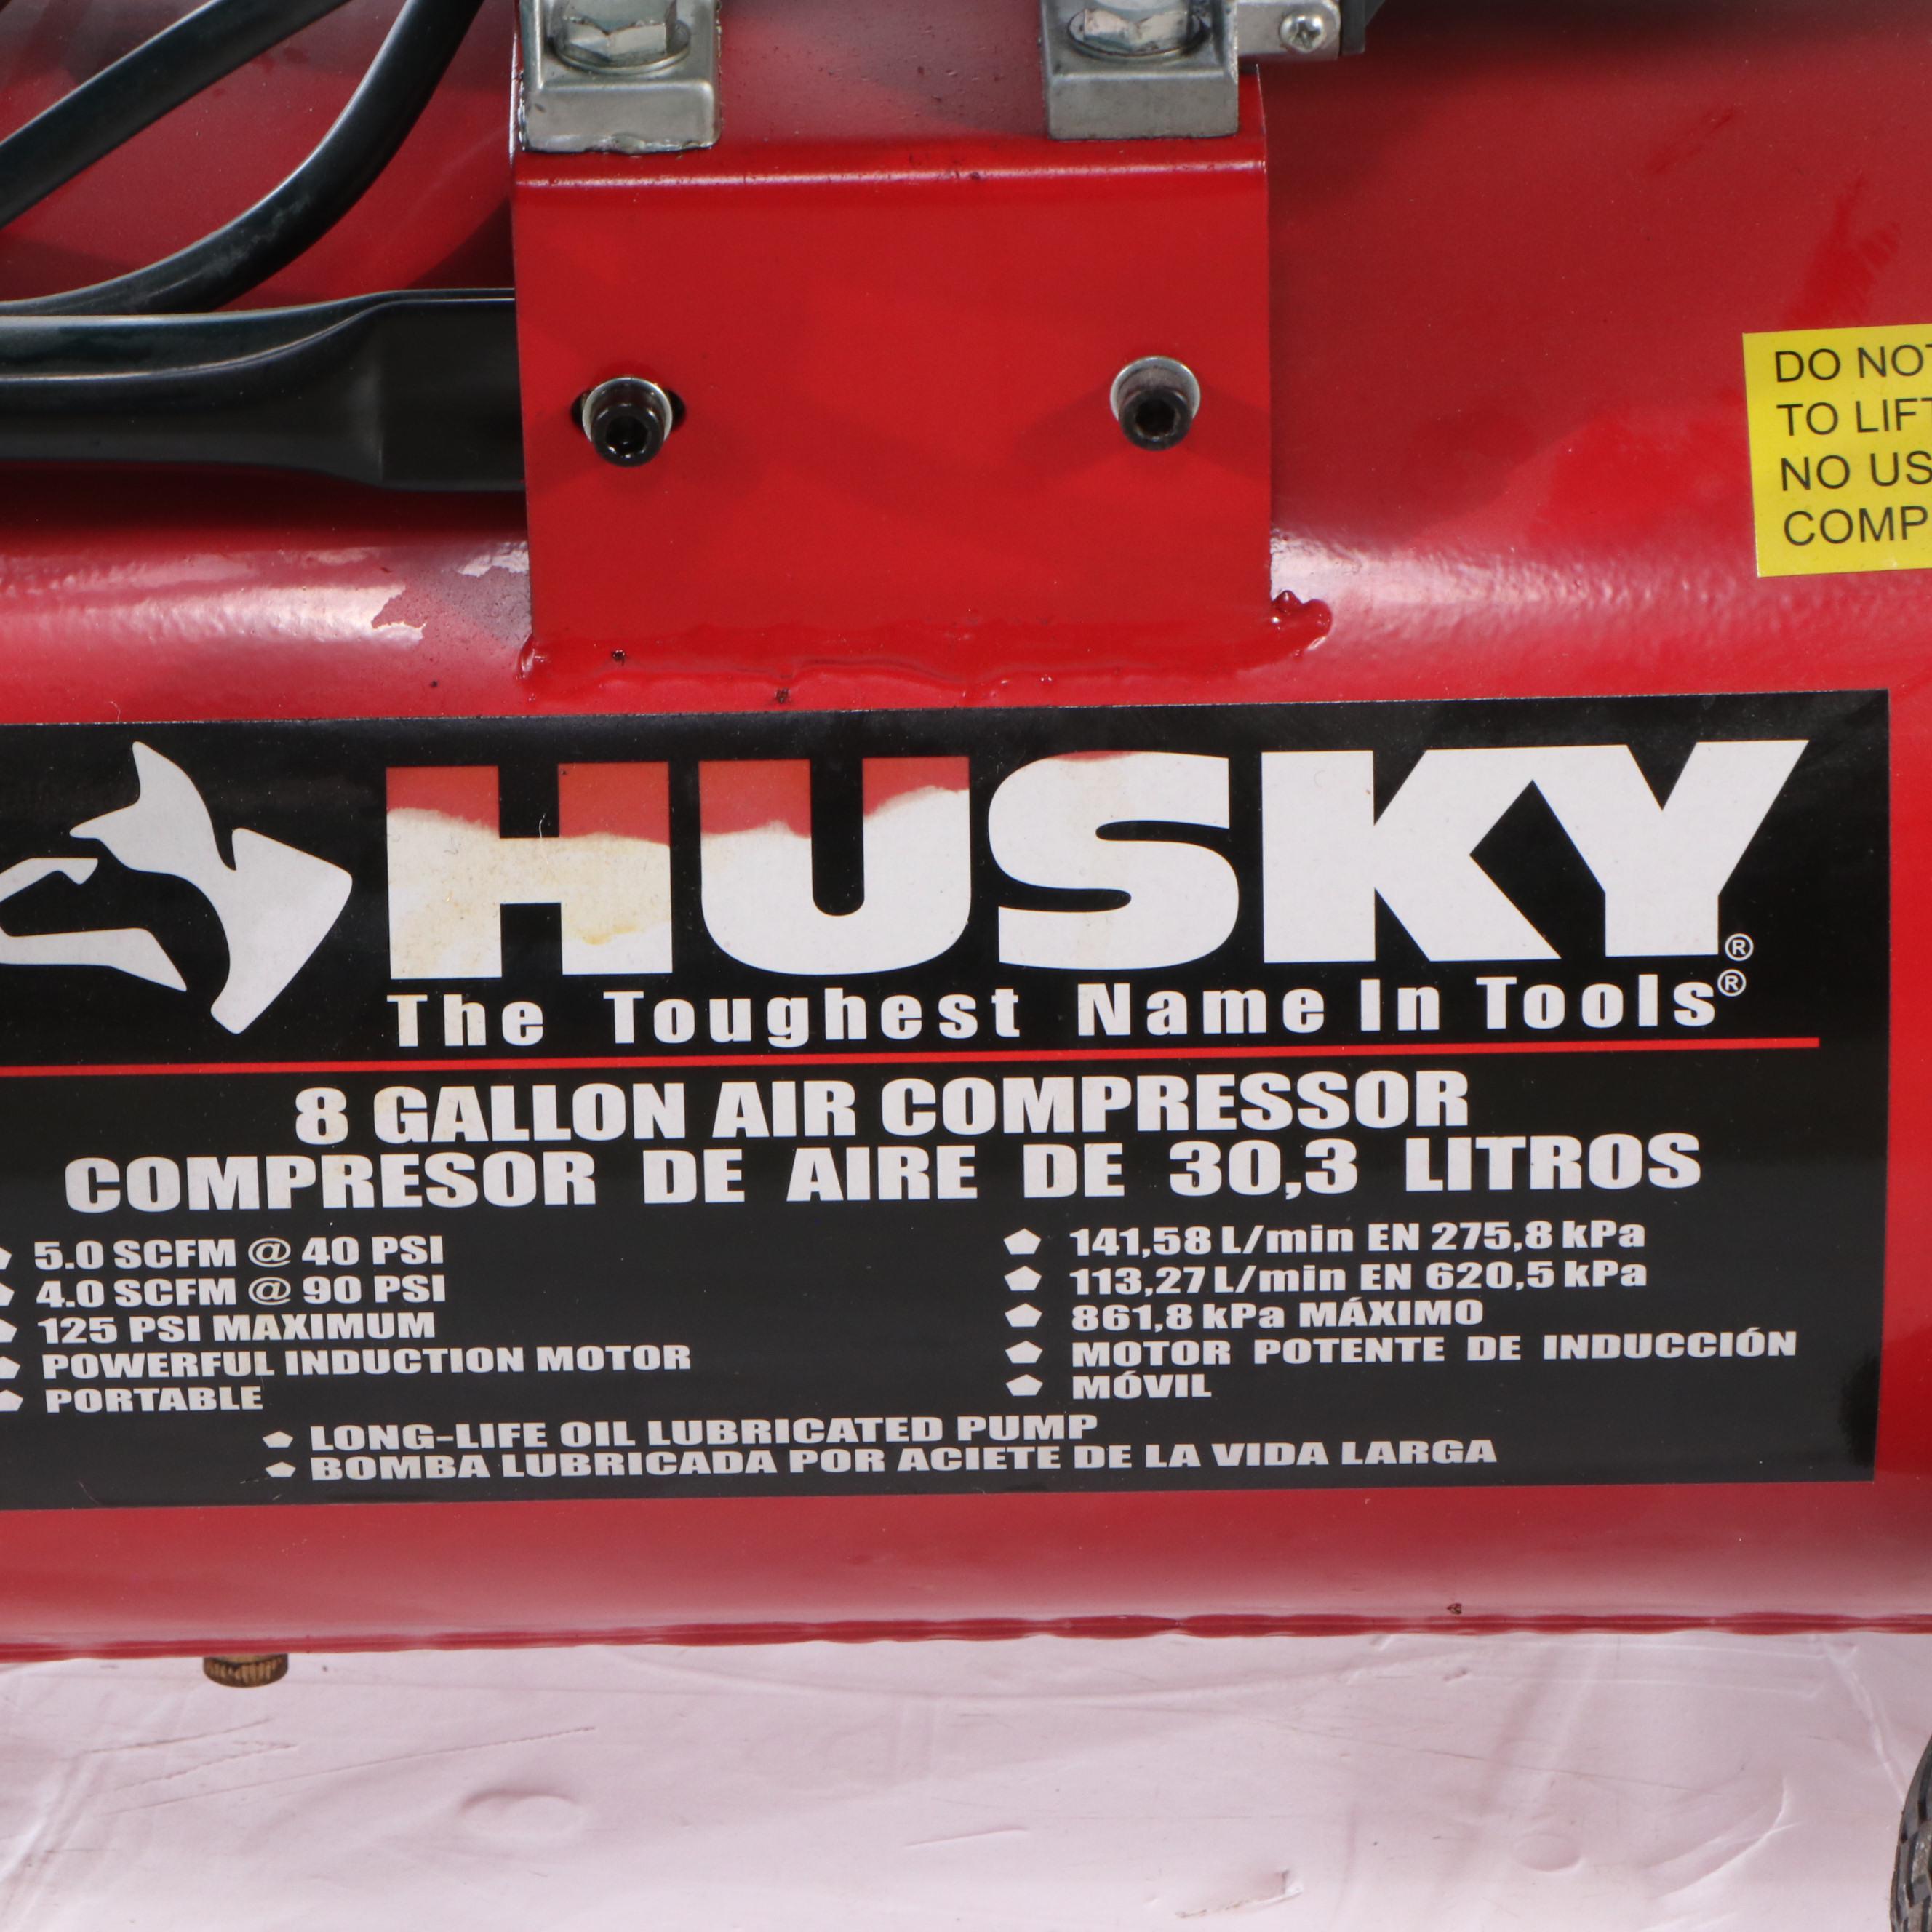 DO NOT
TO LIFT
NO US
COMP
HUSKY®
The Toughest Name In Tools®
8 GALLON AIR COMPRESSOR
COMPRESOR DE AIRE DE 30,3 LITROS
5.0 SCFM @ 40 PSI
4.0 SCFM @ 90 PSI
125 PSI MAXIMUM
POWERFUL INDUCTION MOTOR
PORTABLE
141,58 L/min EN 275,8 kPa
113,27 L/min EN 620,5 kPa
861,8 kPa MÁXIMO
MOTOR POTENTE DE INDUCCIÓN
MÓVIL
LONG-LIFE OIL LUBRICATED PUMP
BOMBA LUBRICADA POR ACIETE DE LA VIDA LARGA